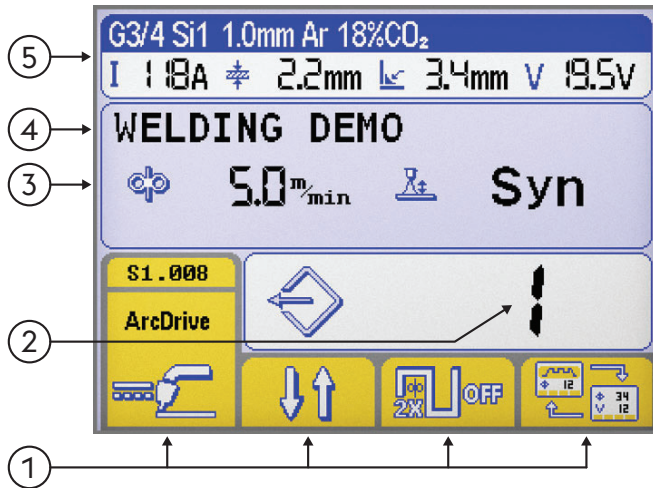 G3/4 Si1 1.0mm Ar 18%CO₂
5
I 118A 2.2mm 3.4mm V 19.5V
4
WELDING DEMO
3
5.0 m/min Syn
S1.008
ArcDrive
1
2
2X OFF
12
34
V 12
1